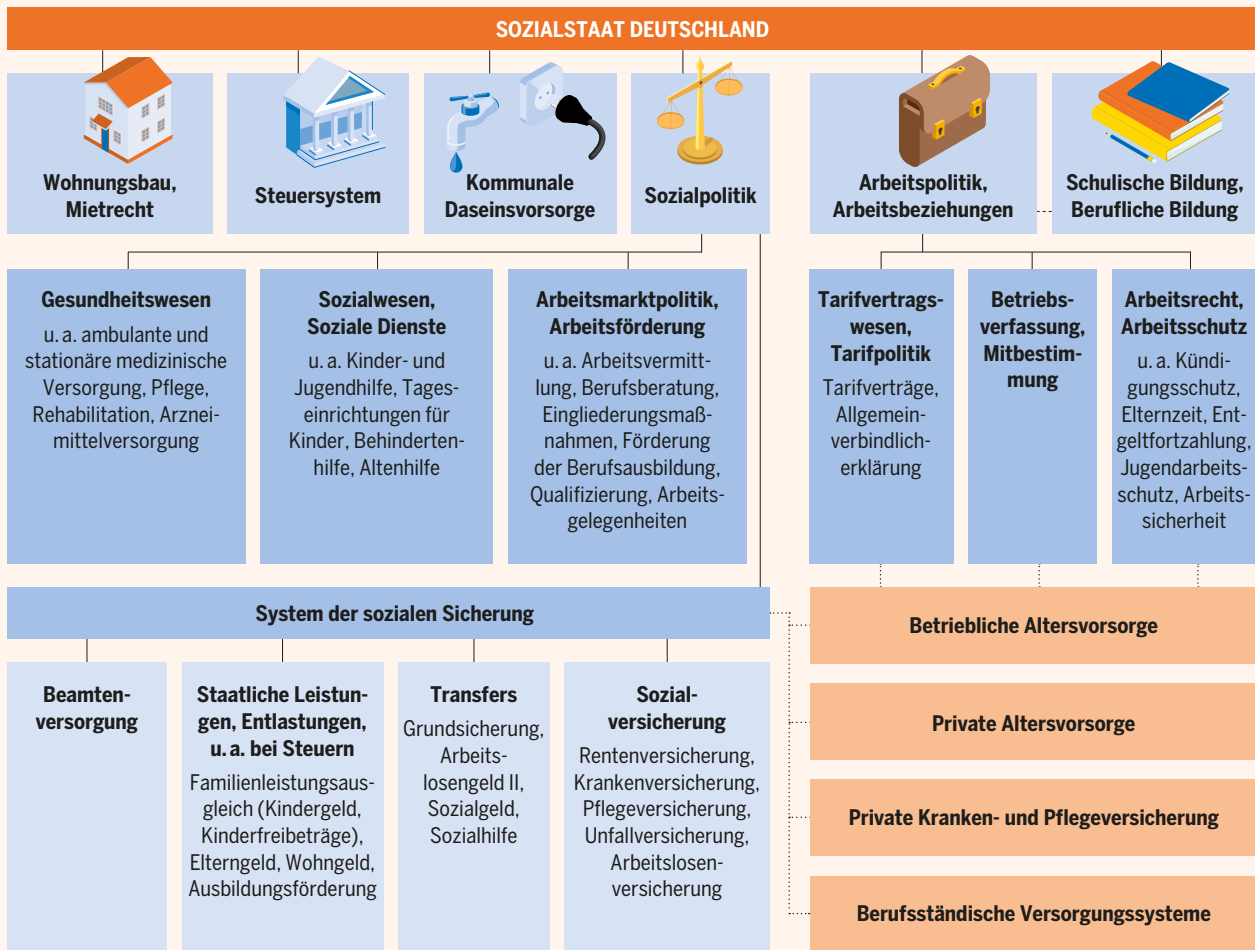 SOZIALSTAAT DEUTSCHLAND
Wohnungsbau,
Mietrecht
Steuersystem
Kommunale
Daseinsvorsorge
Sozialpolitik
Arbeitspolitik,
Arbeitsbeziehungen
Schulische Bildung,
Berufliche Bildung
Gesundheitswesen
u. a. ambulante und
stationäre medizinische
Versorgung, Pflege,
Rehabilitation, Arznei-
mittelversorgung
Sozialwesen,
Soziale Dienste
u. a. Kinder- und
Jugendhilfe, Tages-
einrichtungen für
Kinder, Behinderten-
hilfe, Altenhilfe
Arbeitsmarktpolitik,
Arbeitsförderung
u. a. Arbeitsvermitt-
lung, Berufsberatung,
Eingliederungsmaß-
nahmen, Förderung
der Berufsausbildung,
Qualifizierung, Arbeits-
gelegenheiten
Tarifvertrags-
wesen,
Tarifpolitik
Tarifverträge,
Allgemein-
verbindlich-
erklärung
Betriebs-
verfassung,
Mitbestim-
mung
Arbeitsrecht,
Arbeitsschutz
u. a. Kündi-
gungsschutz,
Elternzeit, Ent-
geltfortzahlung,
Jugendarbeits-
schutz, Arbeits-
sicherheit
System der sozialen Sicherung
Beamten-
versorgung
Staatliche Leistun-
gen, Entlastungen,
u. a. bei Steuern
Familienleistungsaus-
gleich (Kindergeld,
Kinderfreibeträge),
Elterngeld, Wohngeld,
Ausbildungsförderung
Transfers
Grundsicherung,
Arbeits-
losengeld II,
Sozialgeld,
Sozialhilfe
Sozial-
versicherung
Rentenversicherung,
Krankenversicherung,
Pflegeversicherung,
Unfallversicherung,
Arbeitslosen-
versicherung
Betriebliche Altersvorsorge
Private Altersvorsorge
Private Kranken- und Pflegeversicherung
Berufsständische Versorgungssysteme